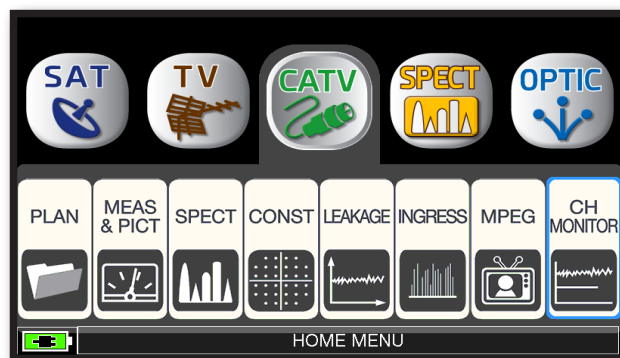 SAT
TV
CATV
SPECT
OPTIC
PLAN
MEAS
& PICT
SPECT
CONST
LEAKAGE
INGRESS
MPEG
CH
MONITOR
HOME MENU